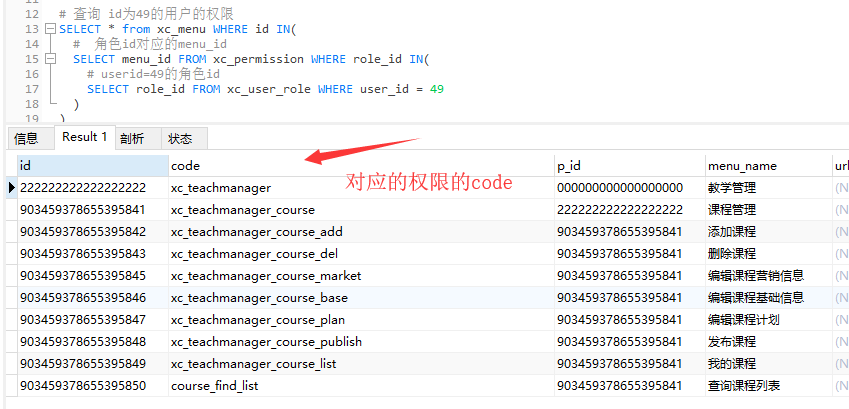 12 # 查询 id为49的用户的权限
13 SELECT * from xc_menu WHERE id IN(
14 # 角色id对应的menu_id
15 SELECT menu_id FROM xc_permission WHERE role_id IN(
16 # userid=49的角色id
17 SELECT role_id FROM xc_user_role WHERE user_id = 49
18 )
19 )
信息 Result 1 剖析 状态
id code p_id menu_name url
对应的权限的code
222222222222222222 xc_teachmanager 000000000000000000 教学管理 (N
903459378655395841 xc_teachmanager_course 222222222222222222 课程管理 (N
903459378655395842 xc_teachmanager_course_add 903459378655395841 添加课程 (N
903459378655395843 xc_teachmanager_course_del 903459378655395841 删除课程 (N
903459378655395845 xc_teachmanager_course_market 903459378655395841 编辑课程营销信息 (N
903459378655395846 xc_teachmanager_course_base 903459378655395841 编辑课程基础信息 (N
903459378655395847 xc_teachmanager_course_plan 903459378655395841 编辑课程计划 (N
903459378655395848 xc_teachmanager_course_publish 903459378655395841 发布课程 (N
903459378655395849 xc_teachmanager_course_list 903459378655395841 我的课程 (N
903459378655395850 course_find_list 903459378655395841 查询课程列表 (N